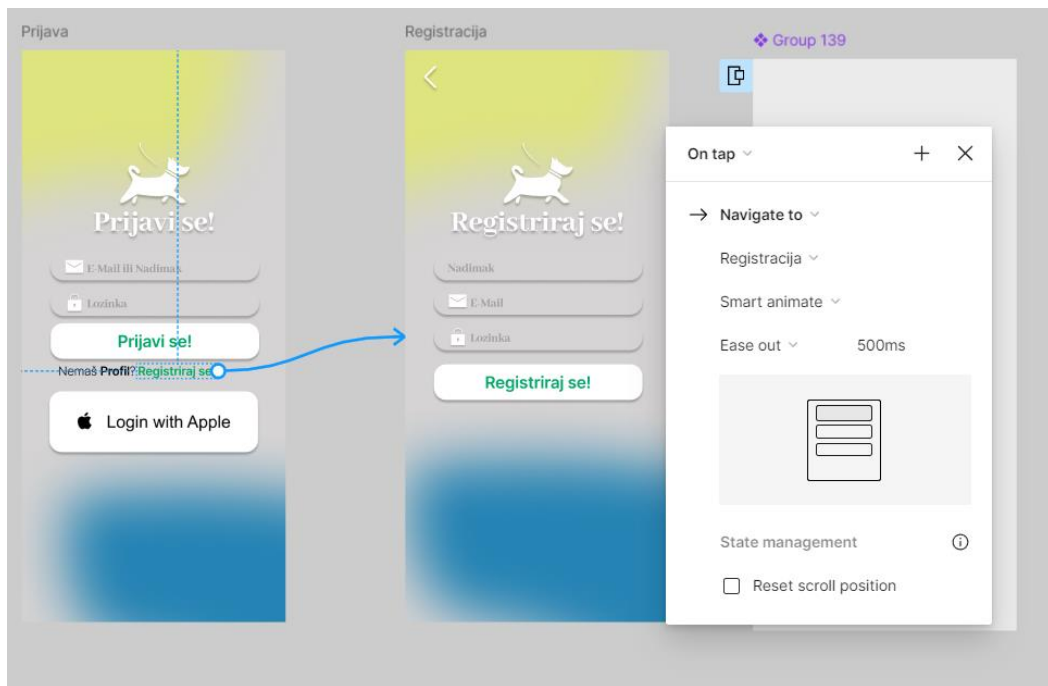 Prijava
Prijavi se!
E-Mail ili Nadimak
Lozinka
Prijavi se!
Nemaš Profil? Registriraj se
Login with Apple
Registracija
Registriraj se!
Nadimak
E-Mail
Lozinka
Registriraj se!
Group 139
On tap
Navigate to
Registracija
Smart animate
Ease out 500ms
State management
Reset scroll position